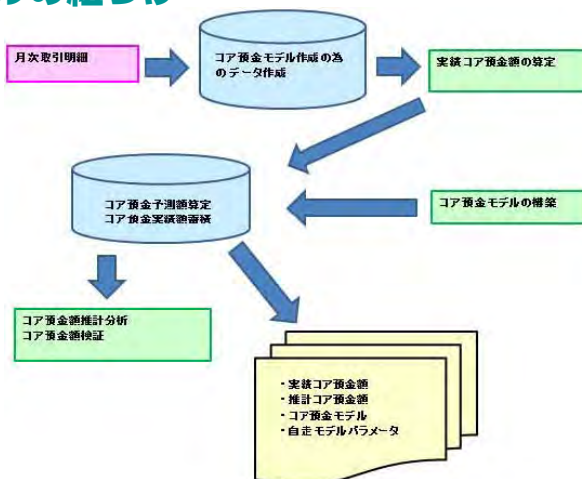 月次取引明細
コア預金モデル作成の為
のデータ作成
実績コア預金額の算定
コア預金予測額算定
コア預金実績額蓄積
コア預金モデルの構築
コア預金額推計分析
コア預金額検証
・実績コア預金額
・推計コア預金額
・コア預金モデル
・自走モデルパラメータ